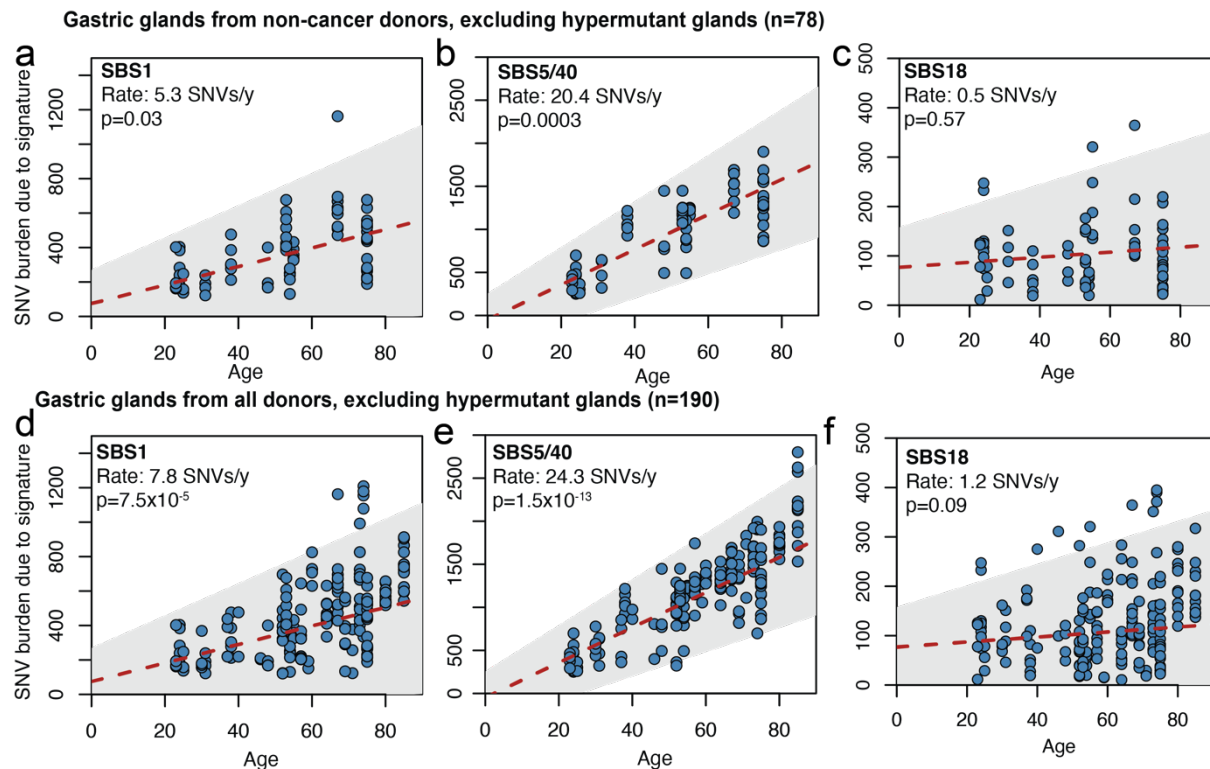 Gastric glands from non-cancer donors, excluding hypermutant glands (n=78)
a
SBS1
Rate: 5.3 SNVs/y
p=0.03
SNV burden due to signature
0 400 800 1200
0 20 40 60 80
Age
b
SBS5/40
Rate: 20.4 SNVs/y
p=0.0003
0 500 1500 2500
0 20 40 60 80
Age
c
SBS18
Rate: 0.5 SNVs/y
p=0.57
0 100 200 300 400 500
0 20 40 60 80
Age
Gastric glands from all donors, excluding hypermutant glands (n=190)
d
SBS1
Rate: 7.8 SNVs/y
p=7.5x10⁻⁵
SNV burden due to signature
0 400 800 1200
0 20 40 60 80
Age
e
SBS5/40
Rate: 24.3 SNVs/y
p=1.5x10⁻¹³
0 500 1500 2500
0 20 40 60 80
Age
f
SBS18
Rate: 1.2 SNVs/y
p=0.09
0 100 200 300 400 500
0 20 40 60 80
Age